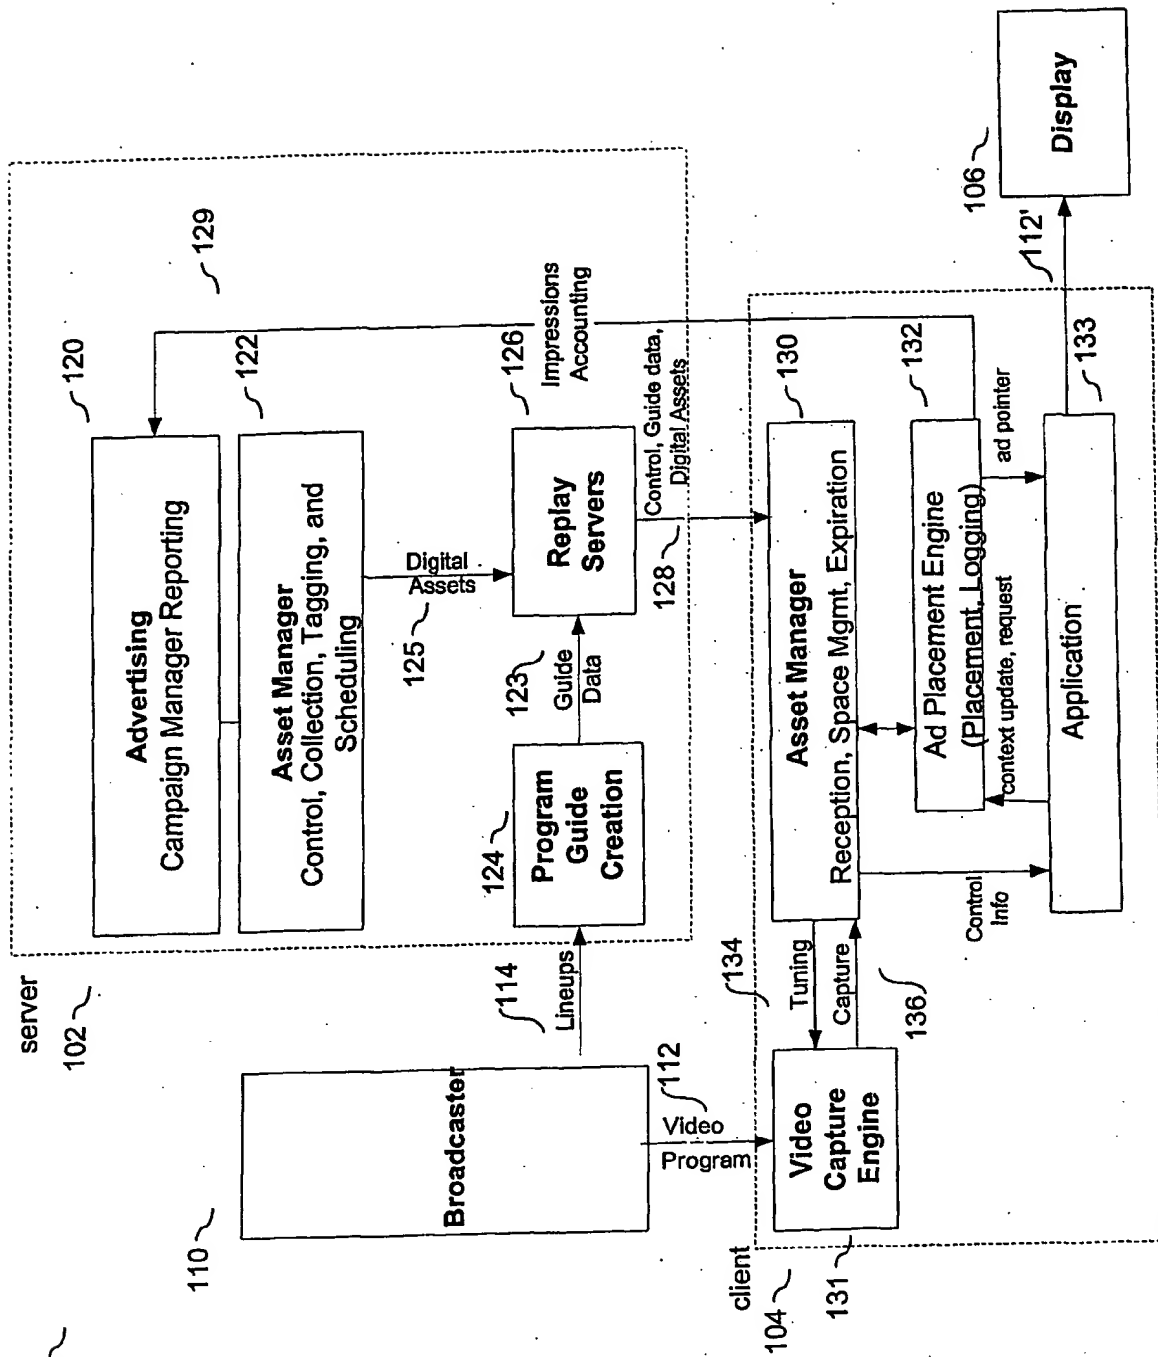 server
102
120
Advertising
Campaign Manager Reporting
122
Asset Manager
Control, Collection, Tagging, and
Scheduling
129
Digital
Assets
125
126
Replay
Servers
Impressions
Accounting
124
Program
Guide
Creation
123
Guide
Data
114
Lineups
110
Broadcaster
112
Video
Program
128
Control, Guide data,
Digital Assets
client
104
131
Video
Capture
Engine
134
Tuning
Capture
136
130
Asset Manager
Reception, Space Mgmt, Expiration
132
Ad Placement Engine
(Placement, Logging)
ad pointer
context update, request
Control
Info
133
Application
112'
106
Display